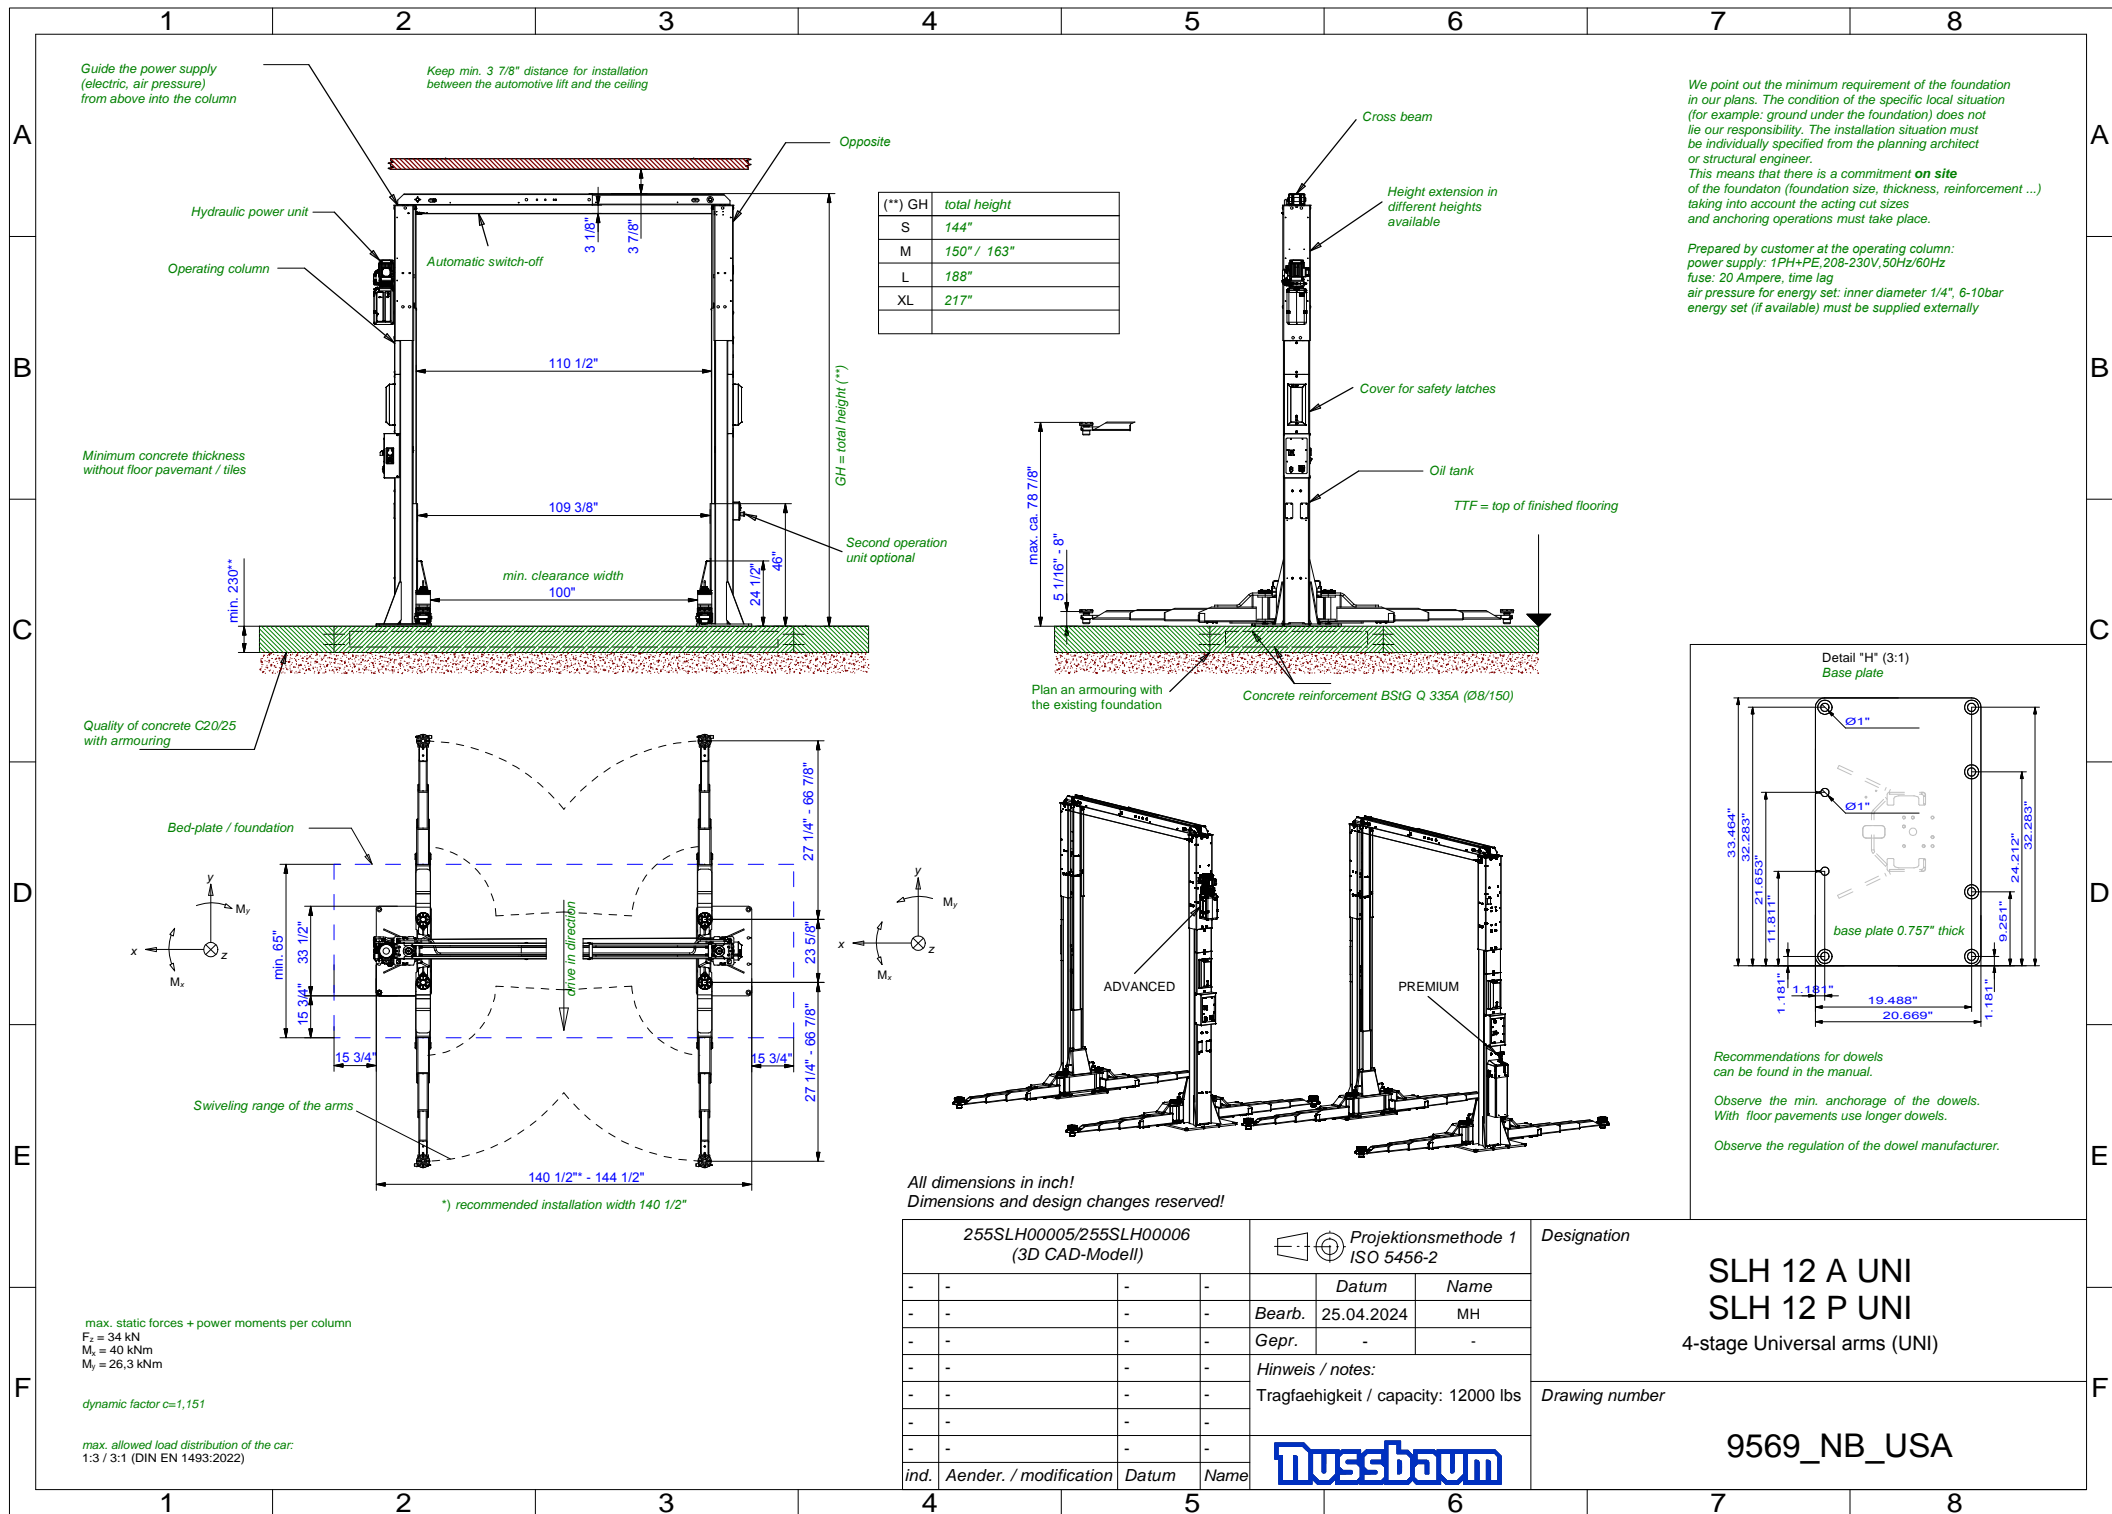 1 2 3 4 5 6 7 8
A
B
C
D
E
F
A
B
C
D
E
F
Guide the power supply
(electric, air pressure)
from above into the column
Keep min. 3 7/8" distance for installation
between the automotive lift and the ceiling
Opposite
Hydraulic power unit
Operating column
Automatic switch-off
3 1/8"
3 7/8"
110 1/2"
GH = total height (**)
Minimum concrete thickness
without floor pavemant / tiles
109 3/8"
Second operation
unit optional
46"
24 1/2"
min. clearance width
100"
min. 230**
Quality of concrete C20/25
with armouring
(**) GH total height
S 144"
M 150" / 163"
L 188"
XL 217"
Cross beam
Height extension in
different heights
available
Cover for safety latches
Oil tank
TTF = top of finished flooring
max. ca. 78 7/8"
5 1/16" - 8"
Plan an armouring with
the existing foundation
Concrete reinforcement BStG Q 335A (Ø8/150)
We point out the minimum requirement of the foundation
in our plans. The condition of the specific local situation
(for example: ground under the foundation) does not
lie our responsibility. The installation situation must
be individually specified from the planning architect
or structural engineer.
This means that there is a commitment on site
of the foundaton (foundation size, thickness, reinforcement ...)
taking into account the acting cut sizes
and anchoring operations must take place.
Prepared by customer at the operating column:
power supply: 1PH+PE,208-230V,50Hz/60Hz
fuse: 20 Ampere, time lag
air pressure for energy set: inner diameter 1/4", 6-10bar
energy set (if available) must be supplied externally
Detail "H" (3:1)
Base plate
Ø1"
Ø1"
33.464"
32.283"
21.653"
11.811"
1.181"
1.181"
19.488"
20.669"
1.181"
9.251"
24.212"
32.283"
base plate 0.757" thick
Recommendations for dowels
can be found in the manual.
Observe the min. anchorage of the dowels.
With floor pavements use longer dowels.
Observe the regulation of the dowel manufacturer.
Bed-plate / foundation
y
My
x
z
Mx
min. 65"
33 1/2"
15 3/4"
15 3/4"
15 3/4"
drive in direction
27 1/4" - 66 7/8"
23 5/8"
27 1/4" - 66 7/8"
Swiveling range of the arms
140 1/2"* - 144 1/2"
*) recommended installation width 140 1/2"
y
My
x
z
Mx
ADVANCED
PREMIUM
All dimensions in inch!
Dimensions and design changes reserved!
max. static forces + power moments per column
Fz = 34 kN
Mx = 40 kNm
My = 26,3 kNm
dynamic factor c=1,151
max. allowed load distribution of the car:
1:3 / 3:1 (DIN EN 1493:2022)
255SLH00005/255SLH00006
(3D CAD-Modell)
Projektionsmethode 1
ISO 5456-2
Datum Name
Bearb. 25.04.2024 MH
Gepr. - -
Hinweis / notes:
Tragfaehigkeit / capacity: 12000 lbs
- - - -
- - - -
- - - -
- - - -
- - - -
- - - -
- - - -
ind. Aender. / modification Datum Name
Nussbaum
Designation
SLH 12 A UNI
SLH 12 P UNI
4-stage Universal arms (UNI)
Drawing number
9569_NB_USA
1 2 3 4 5 6 7 8